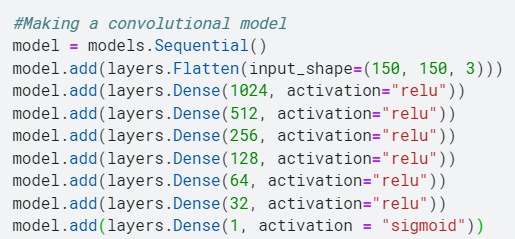 #Making a convolutional model
model = models.Sequential()
model.add(layers.Flatten(input_shape=(150, 150, 3)))
model.add(layers.Dense(1024, activation="relu"))
model.add(layers.Dense(512, activation="relu"))
model.add(layers.Dense(256, activation="relu"))
model.add(layers.Dense(128, activation="relu"))
model.add(layers.Dense(64, activation="relu"))
model.add(layers.Dense(32, activation="relu"))
model.add(layers.Dense(1, activation = "sigmoid"))